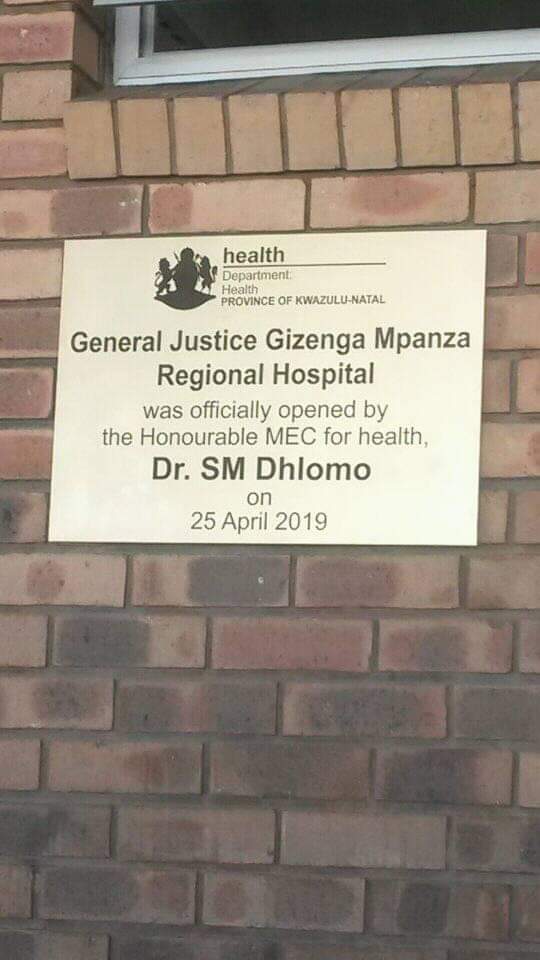 health
Department:
Health
PROVINCE OF KWAZULU-NATAL
General Justice Gizenga Mpanza
Regional Hospital
was officially opened by
the Honourable MEC for health,
Dr. SM Dhlomo
on
25 April 2019